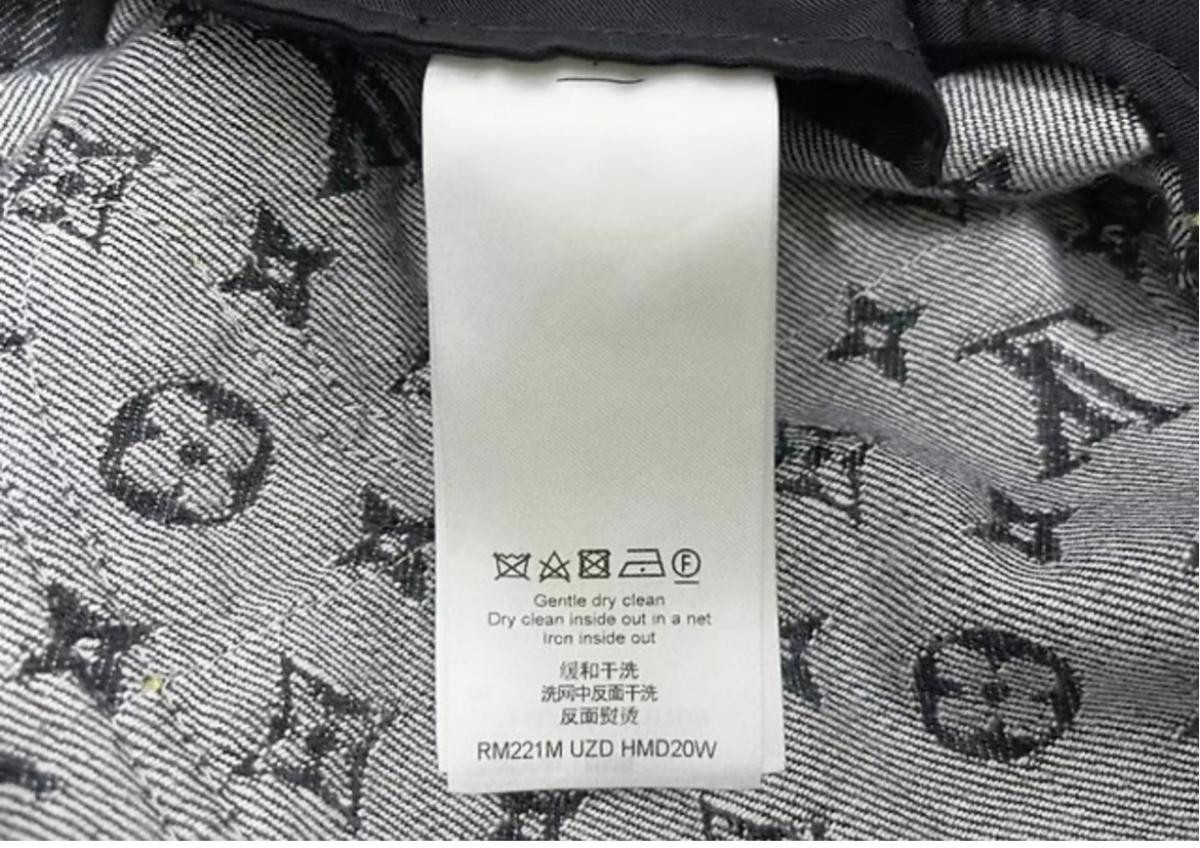 F
Gentle dry clean
Dry clean inside out in a net
Iron inside out
缓和干洗
洗网中反面干洗
反面熨烫
RM221M UZD HMD20W